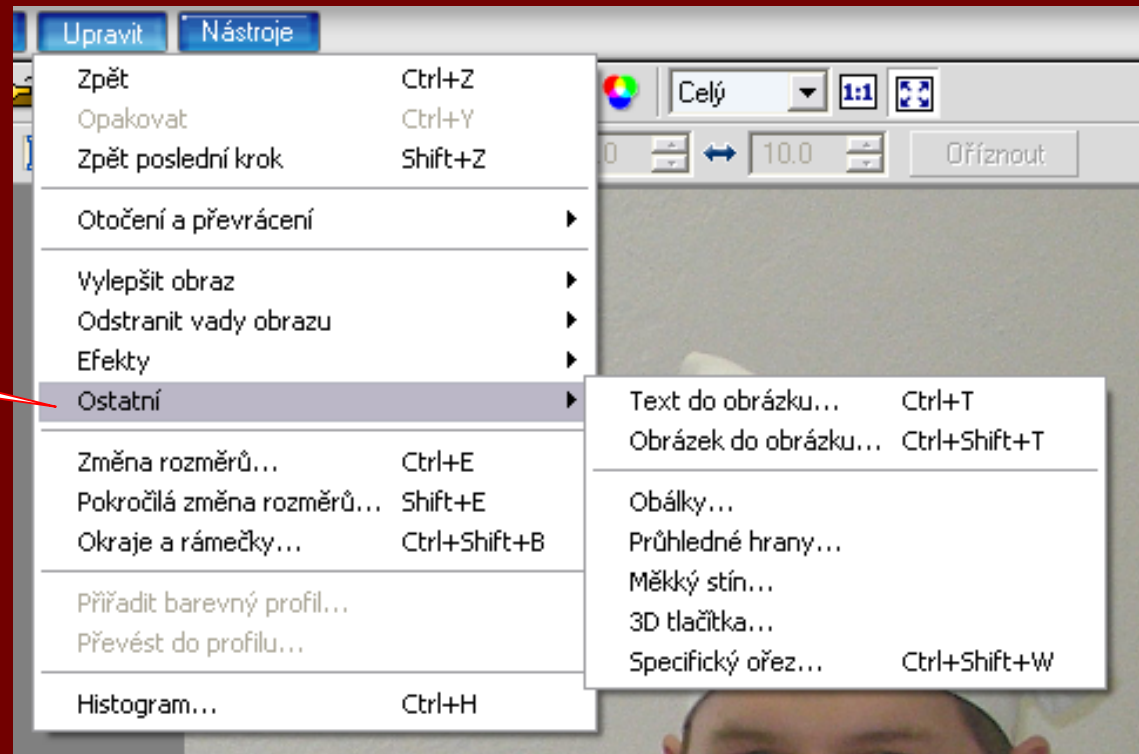 Upravit Nástroje
Zpět Ctrl+Z
Celý 1:1
Opakovat Ctrl+Y
Zpět poslední krok Shift+Z
10.0 Oříznout
Otočení a převrácení
Vylepšit obraz
Odstranit vady obrazu
Efekty
Ostatní
Text do obrázku... Ctrl+T
Obrázek do obrázku... Ctrl+Shift+T
Změna rozměrů... Ctrl+E
Pokročilá změna rozměrů... Shift+E
Okraje a rámečky... Ctrl+Shift+B
Obálky...
Průhledné hrany...
Měkký stín...
3D tlačítka...
Specifický ořez... Ctrl+Shift+W
Přiřadit barevný profil...
Převést do profilu...
Histogram... Ctrl+H